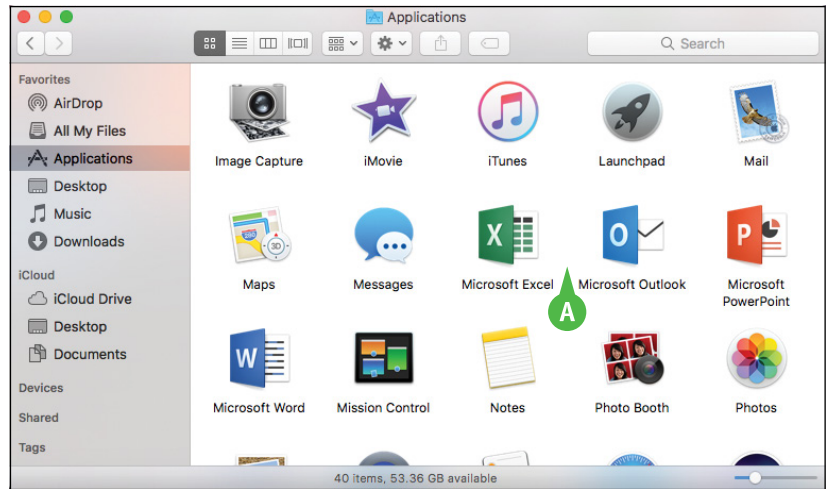 Applications
Search
Favorites
AirDrop
All My Files
Applications
Desktop
Music
Downloads
iCloud
iCloud Drive
Desktop
Documents
Devices
Shared
Tags
Image Capture
iMovie
iTunes
Launchpad
Mail
3D
Maps
Messages
X
Microsoft Excel
O
Microsoft Outlook
P
Microsoft
PowerPoint
A
W
Microsoft Word
Mission Control
Notes
Photo Booth
Photos
40 items, 53.36 GB available